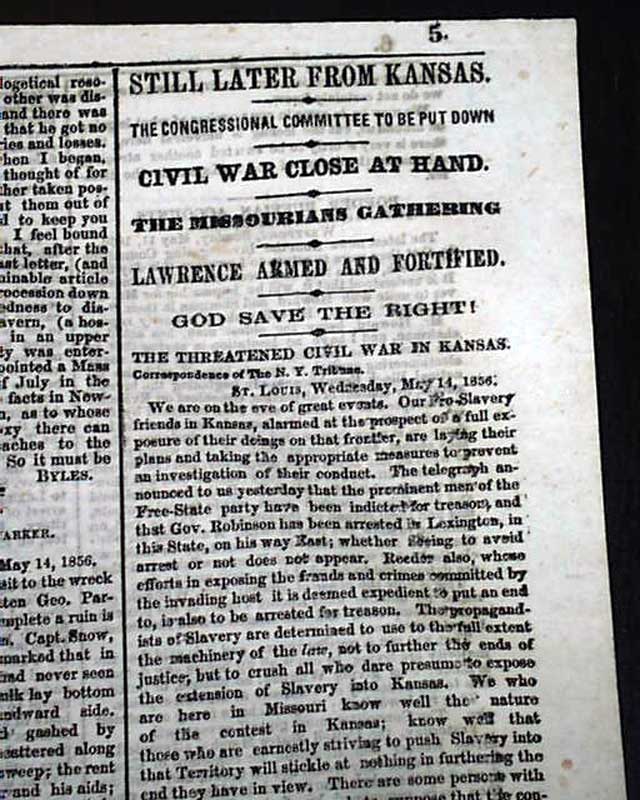 5.
logetical reso-
other was dis-
and there was
that he got no
ries and losses.
hen I began,
thought of for
ther taken pos-
t them out of
d to keep you
I feel bound
that, after the
ast letter, (and
minable article
rocession down
edness to dis-
avern, (a hos-
in an upper
ty was enter-
pointed a Mass
f July in the
facts in New-
n, as to whose
xy there can
aches to the
So it must be
BYLES.
ARKER.
May 14, 1856.
sit to the wreck
ten Geo. Par-
mplete a ruin is
s. Capt. Snow,
marked that in
had never seen
ulk lay bottom
ndward side.
d gashed by
scattered along
sweep; the rent
and his aids;
STILL LATER FROM KANSAS.
THE CONGRESSIONAL COMMITTEE TO BE PUT DOWN
CIVIL WAR CLOSE AT HAND.
THE MISSOURIANS GATHERING
LAWRENCE ARMED AND FORTIFIED.
GOD SAVE THE RIGHT!
THE THREATENED CIVIL WAR IN KANSAS.
Correspondence of The N. Y. Tribune.
ST. LOUIS, Wednesday, May 14, 1856.
We are on the eve of great events. Our Pro-Slavery
friends in Kansas, alarmed at the prospect of a full ex-
posure of their doings on that frontier, are laying their
plans and taking the appropriate measures to prevent
an investigation of their conduct. The telegraph an-
nounced to us yesterday that the prominent men of the
Free-State party have been indicted for treason, and
that Gov. Robinson has been arrested in Lexington, in
this State, on his way East; whether fleeing to avoid
arrest or not does not appear. Reeder also, whose
efforts in exposing the frauds and crimes committed by
the invading host it is deemed expedient to put an end
to, is also to be arrested for treason. The propagand-
ists of Slavery are determined to use to the full extent
the machinery of the law, not to further the ends of
justice, but to crush all who dare presume to expose
the extension of Slavery into Kansas. We who
are here in Missouri know well the nature
of the contest in Kansas; know well that
those who are earnestly striving to push Slavery into
that Territory will stickle at nothing in furthering the
end they have in view. There are some persons with
suppose that the con-